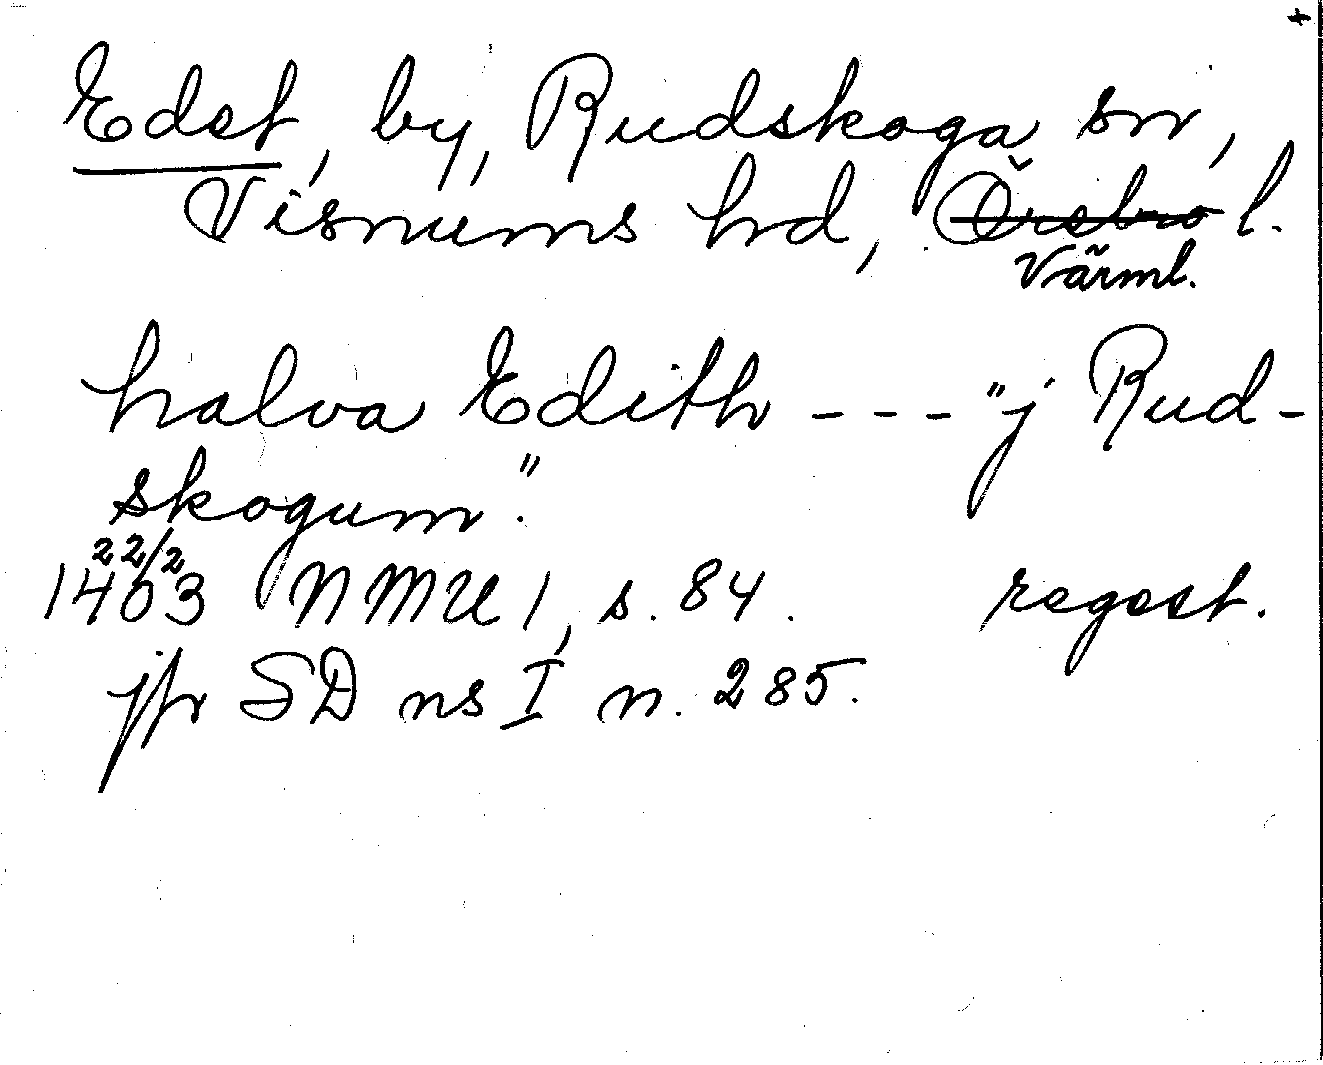 +
Edet, by, Rudskoga sn,
Visnums hd, Örebro l.
Värml.
halva Edith - - - "j Rud-
skogum".
22/2
1403 NMU 1, s. 84. regest.
jfr SD ns I n. 285.